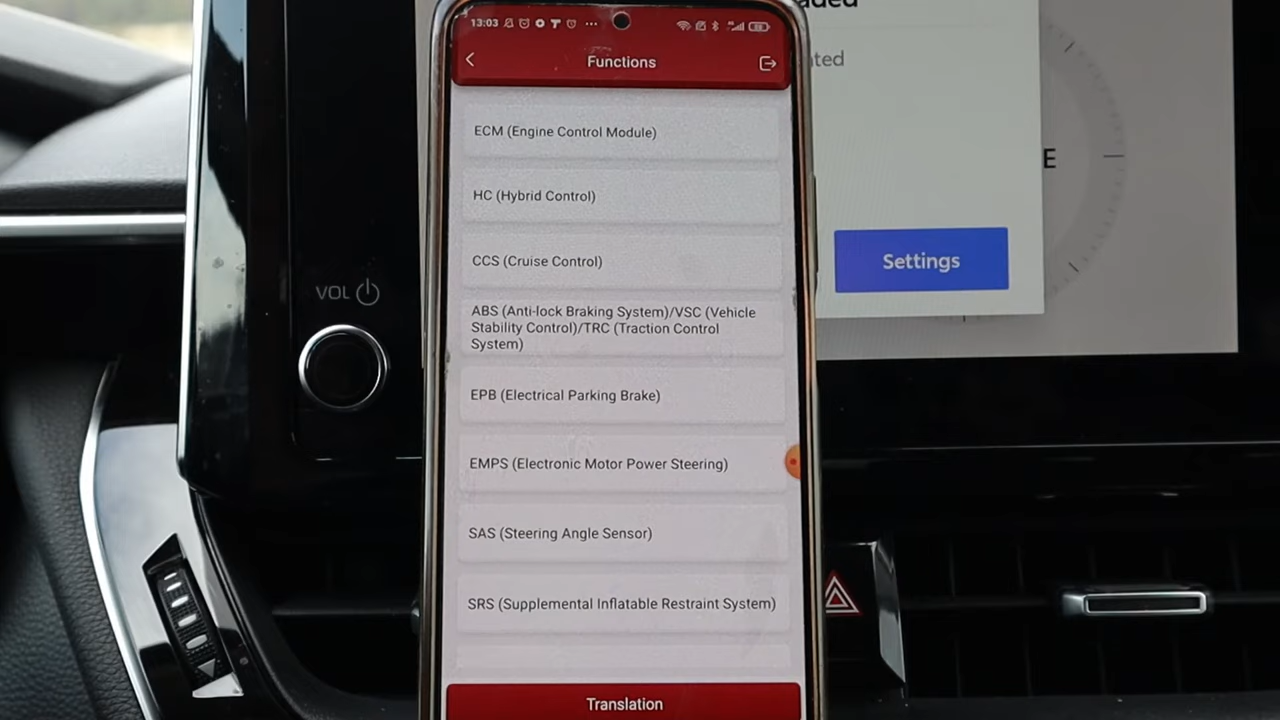 13:03
Functions
ECM (Engine Control Module)
HC (Hybrid Control)
CCS (Cruise Control)
ABS (Anti-lock Braking System)/VSC (Vehicle
Stability Control)/TRC (Traction Control
System)
EPB (Electrical Parking Brake)
EMPS (Electronic Motor Power Steering)
SAS (Steering Angle Sensor)
SRS (Supplemental Inflatable Restraint System)
Translation
VOL
E
Settings